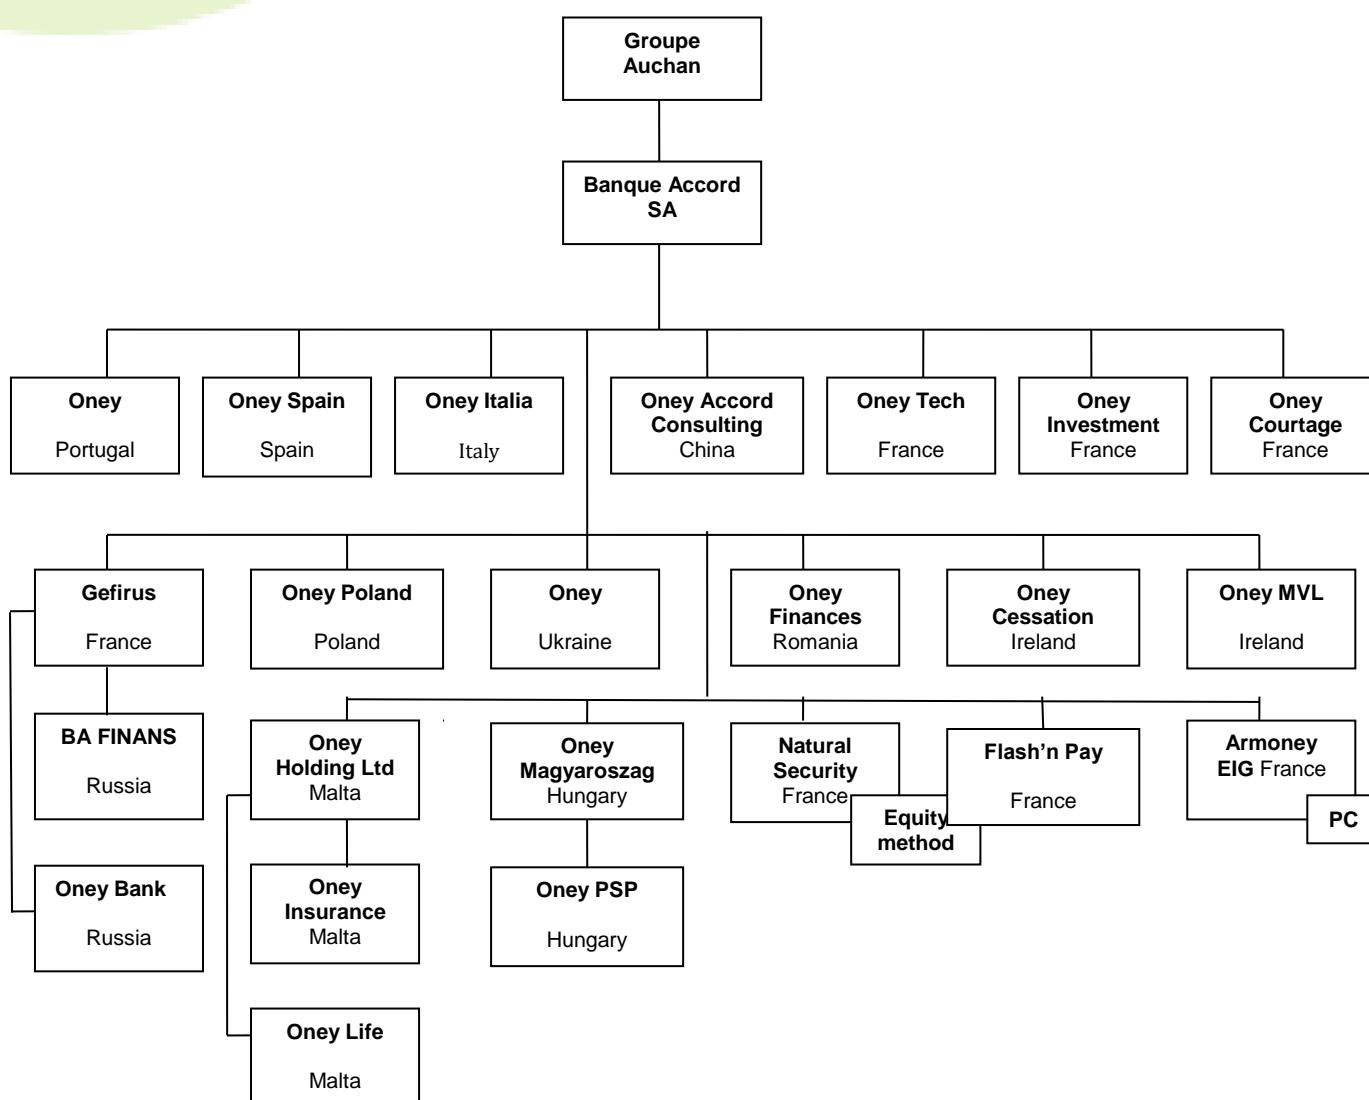 Groupe
Auchan
Banque Accord
SA
Oney
Portugal
Oney Spain
Spain
Oney Italia
Italy
Oney Accord
Consulting
China
Oney Tech
France
Oney
Investment
France
Oney
Courtage
France
Gefirus
France
Oney Poland
Poland
Oney
Ukraine
Oney
Finances
Romania
Oney
Cessation
Ireland
Oney MVL
Ireland
BA FINANS
Russia
Oney
Holding Ltd
Malta
Oney
Magyaroszag
Hungary
Natural
Security
France
Equity
method
Flash'n Pay
France
Armoney
EIG France
PC
Oney Bank
Russia
Oney
Insurance
Malta
Oney PSP
Hungary
Oney Life
Malta